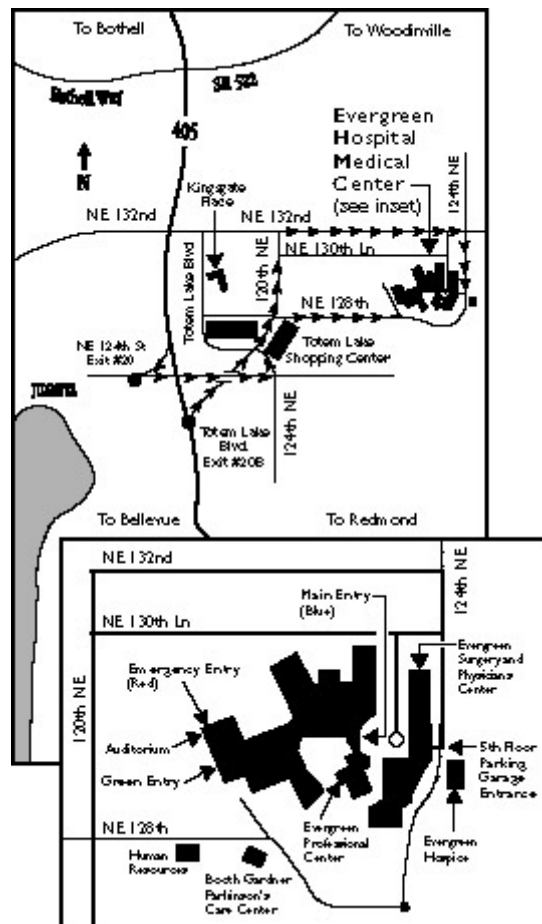 To Bothell
To Woodinville
Bothell Way
SR 522
405
N
Evergreen
Hospital
Medical
Center
(see inset)
124th NE
Kingsgate
Place
NE 132nd
NE 132nd
NE 130th Ln
Totem Lake Blvd
120th NE
NE 128th
NE 124th St
Exit #20
Totem Lake
Shopping Center
124th NE
Totem Lake
Blvd.
Exit #20B
To Bellevue
To Redmond
NE 132nd
124th NE
Main Entry
(Blue)
NE 130th Ln
Emergency Entry
(Red)
Evergreen
Surgery and
Physicians
Center
120th NE
Auditorium
Green Entry
5th Floor
Parking
Garage
Entrance
Evergreen
Professional
Center
Evergreen
Hospice
NE 128th
Human
Resources
Booth Gardner
Parkinson's
Care Center